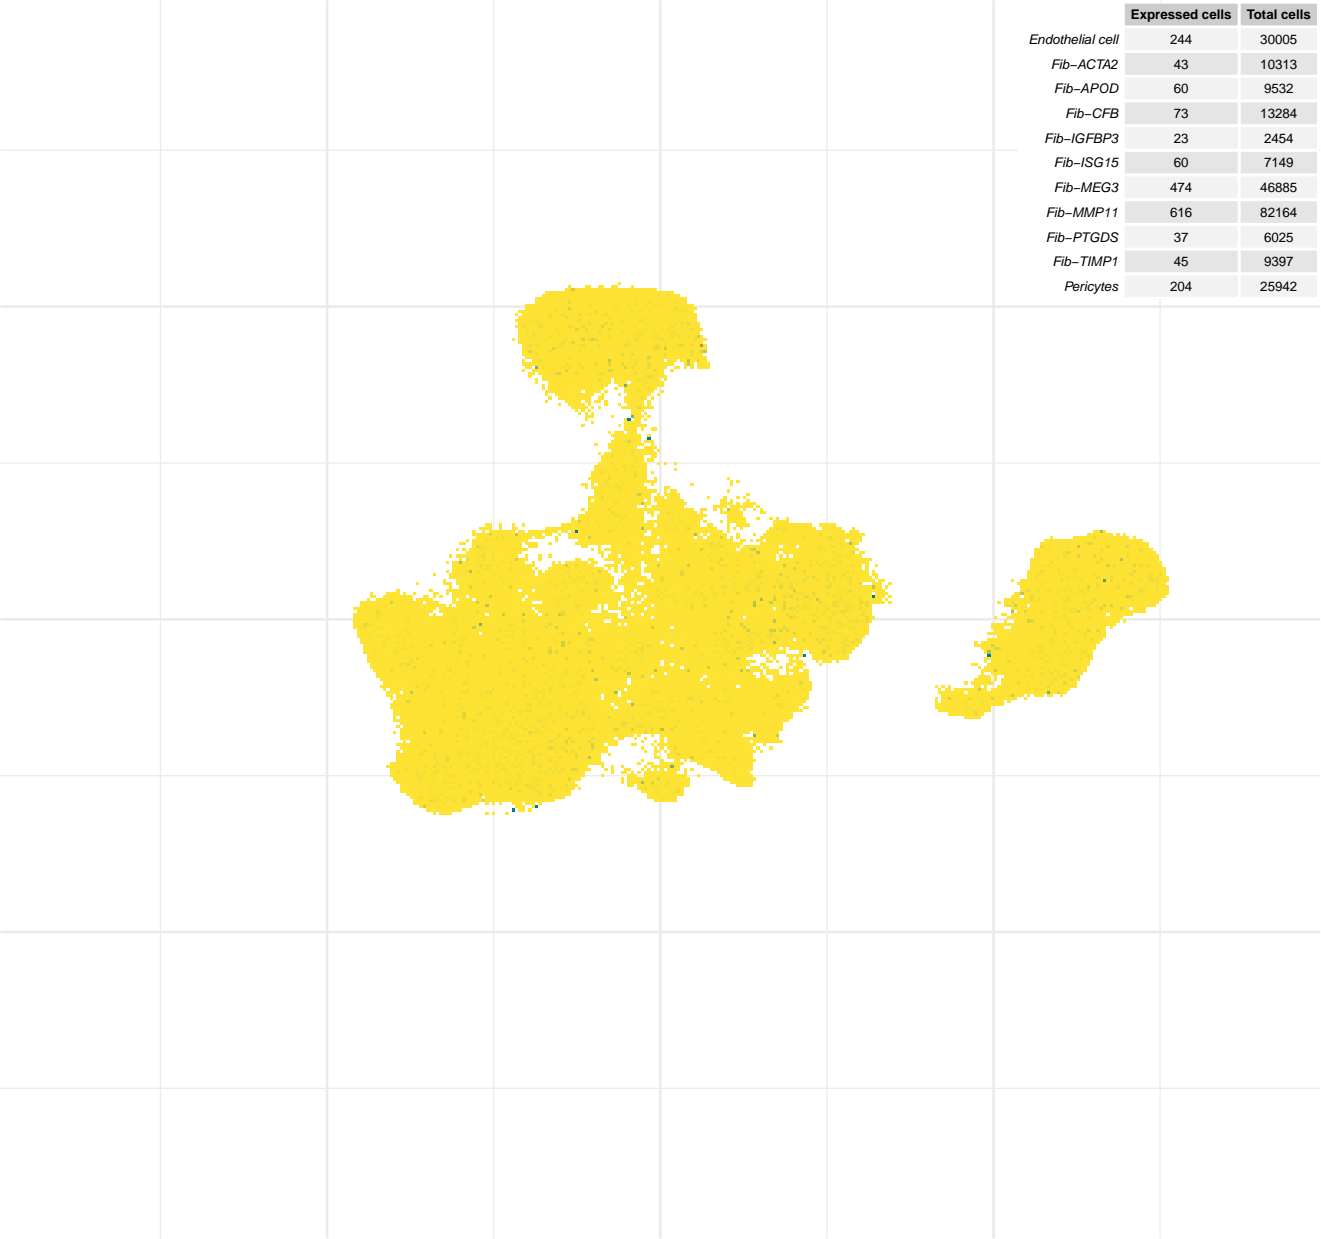 Expressed cells Total cells
Endothelial cell 244 30005
Fib−ACTA2 43 10313
Fib−APOD 60 9532
Fib−CFB 73 13284
Fib−IGFBP3 23 2454
Fib−ISG15 60 7149
Fib−MEG3 474 46885
Fib−MMP11 616 82164
Fib−PTGDS 37 6025
Fib−TIMP1 45 9397
Pericytes 204 25942